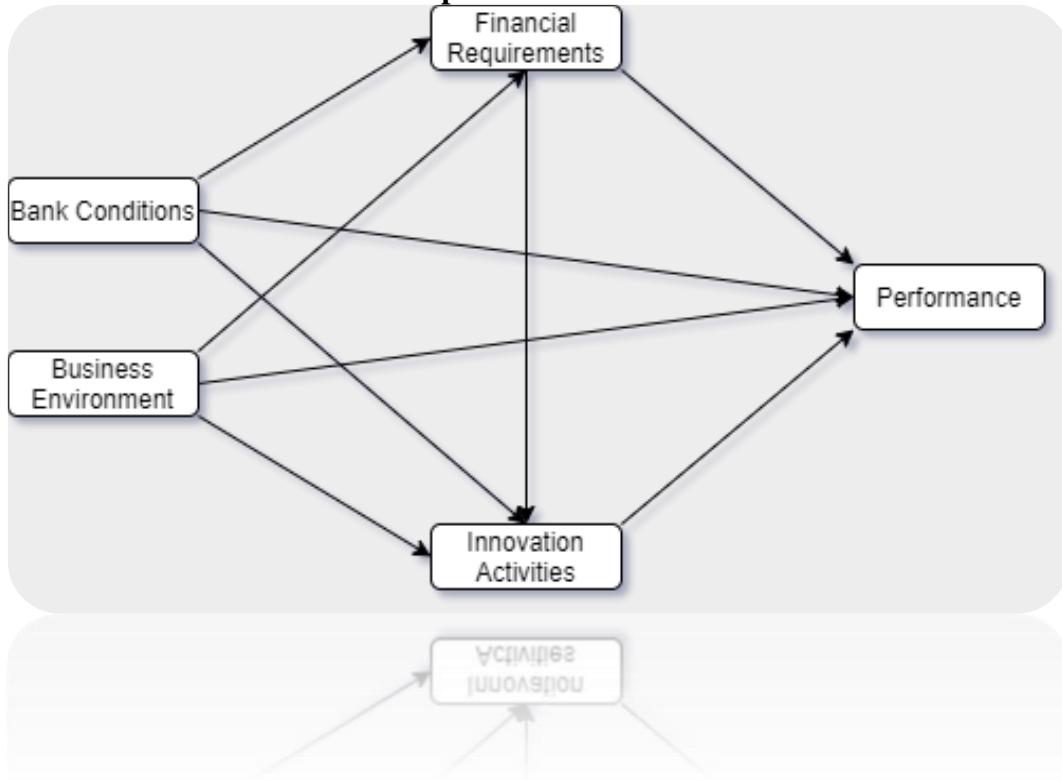 Financial
Requirements
Bank Conditions
Performance
Business
Environment
Innovation
Activities